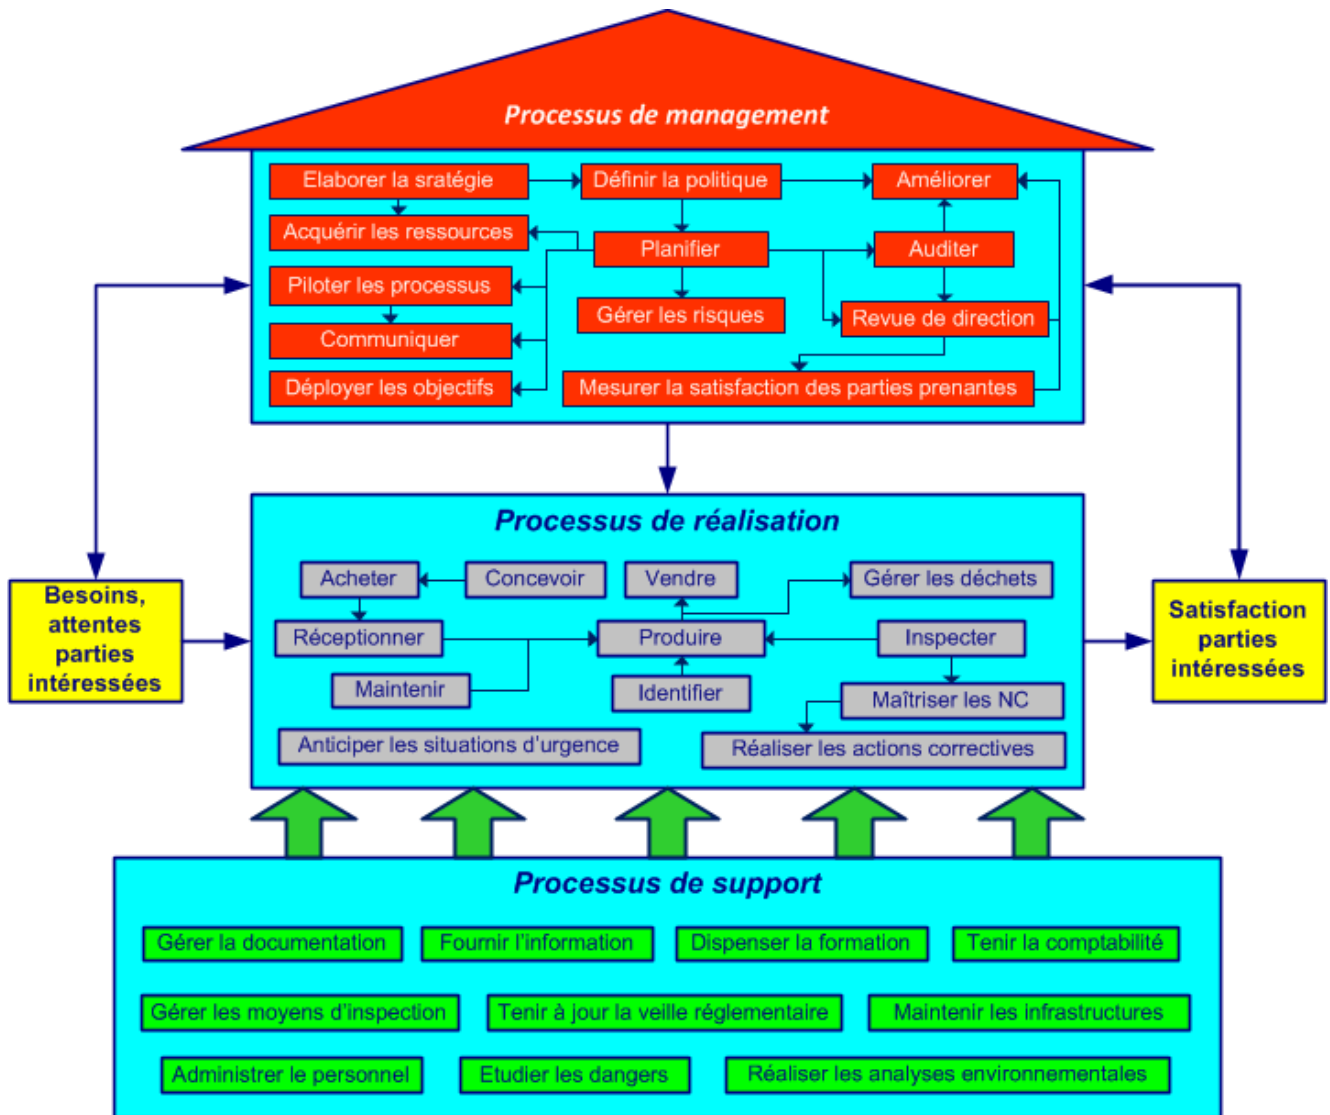 Processus de management
Elaborer la sratégie
Définir la politique
Améliorer
Acquérir les ressources
Planifier
Auditer
Piloter les processus
Gérer les risques
Revue de direction
Communiquer
Déployer les objectifs
Mesurer la satisfaction des parties prenantes
Processus de réalisation
Acheter
Concevoir
Vendre
Gérer les déchets
Besoins,
attentes
parties
intéressées
Réceptionner
Produire
Inspecter
Satisfaction
parties
intéressées
Maintenir
Identifier
Maîtriser les NC
Anticiper les situations d'urgence
Réaliser les actions correctives
Processus de support
Gérer la documentation
Fournir l'information
Dispenser la formation
Tenir la comptabilité
Gérer les moyens d'inspection
Tenir à jour la veille réglementaire
Maintenir les infrastructures
Administrer le personnel
Etudier les dangers
Réaliser les analyses environnementales